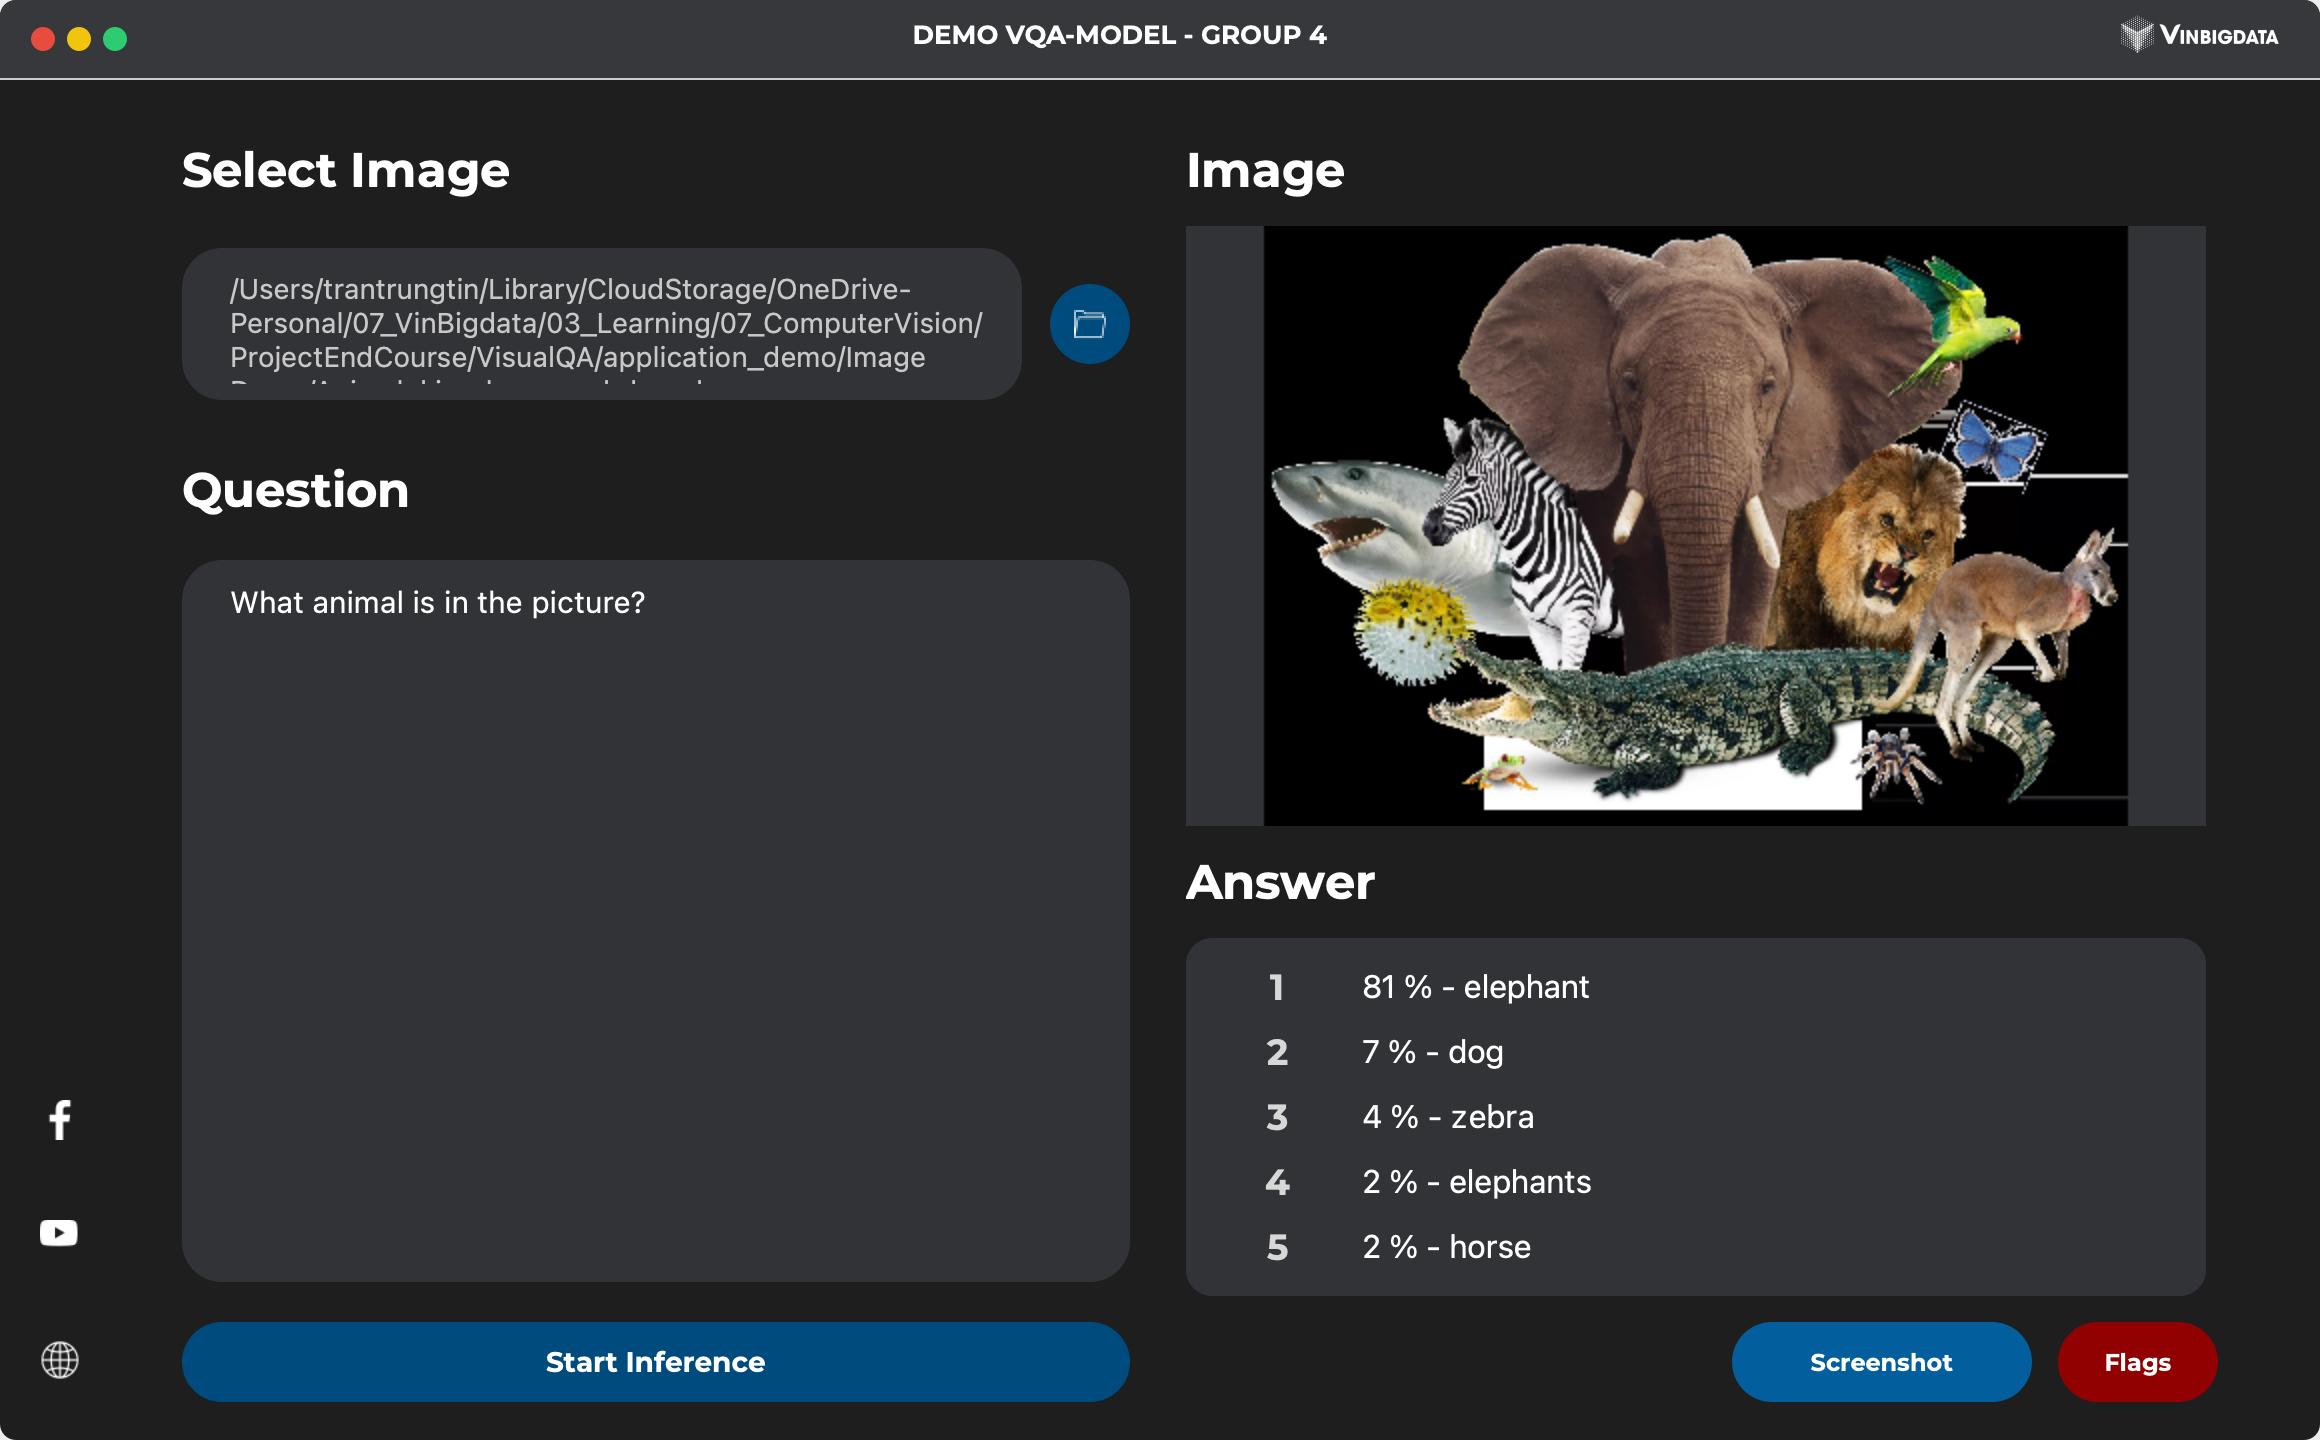 DEMO VQA-MODEL - GROUP 4
VINBIGDATA
Select Image
/Users/trantrungtin/Library/CloudStorage/OneDrive-
Personal/07_VinBigdata/03_Learning/07_ComputerVision/
ProjectEndCourse/VisualQA/application_demo/Image
Question
What animal is in the picture?
Start Inference
Image
Answer
1 81 % - elephant
2 7 % - dog
3 4 % - zebra
4 2 % - elephants
5 2 % - horse
Screenshot
Flags